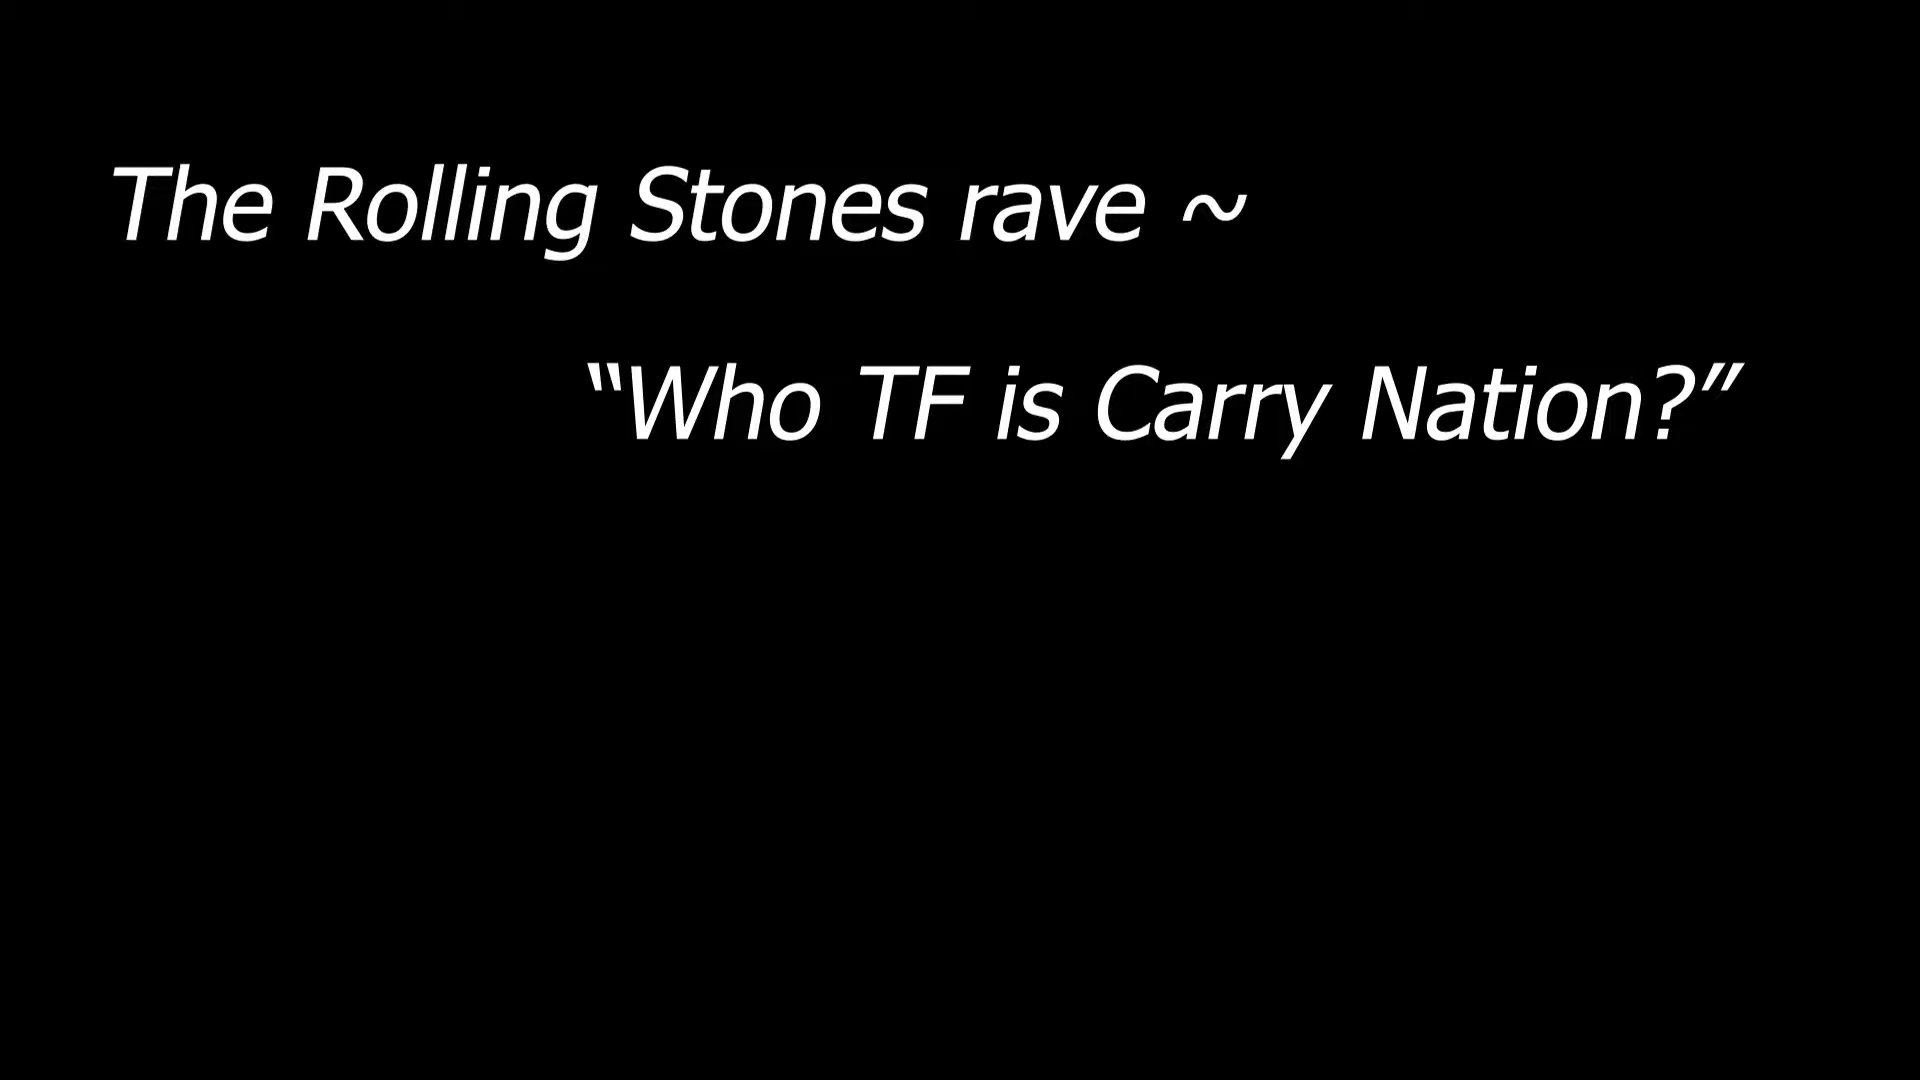 The Rolling Stones rave ~
“Who TF is Carry Nation?”